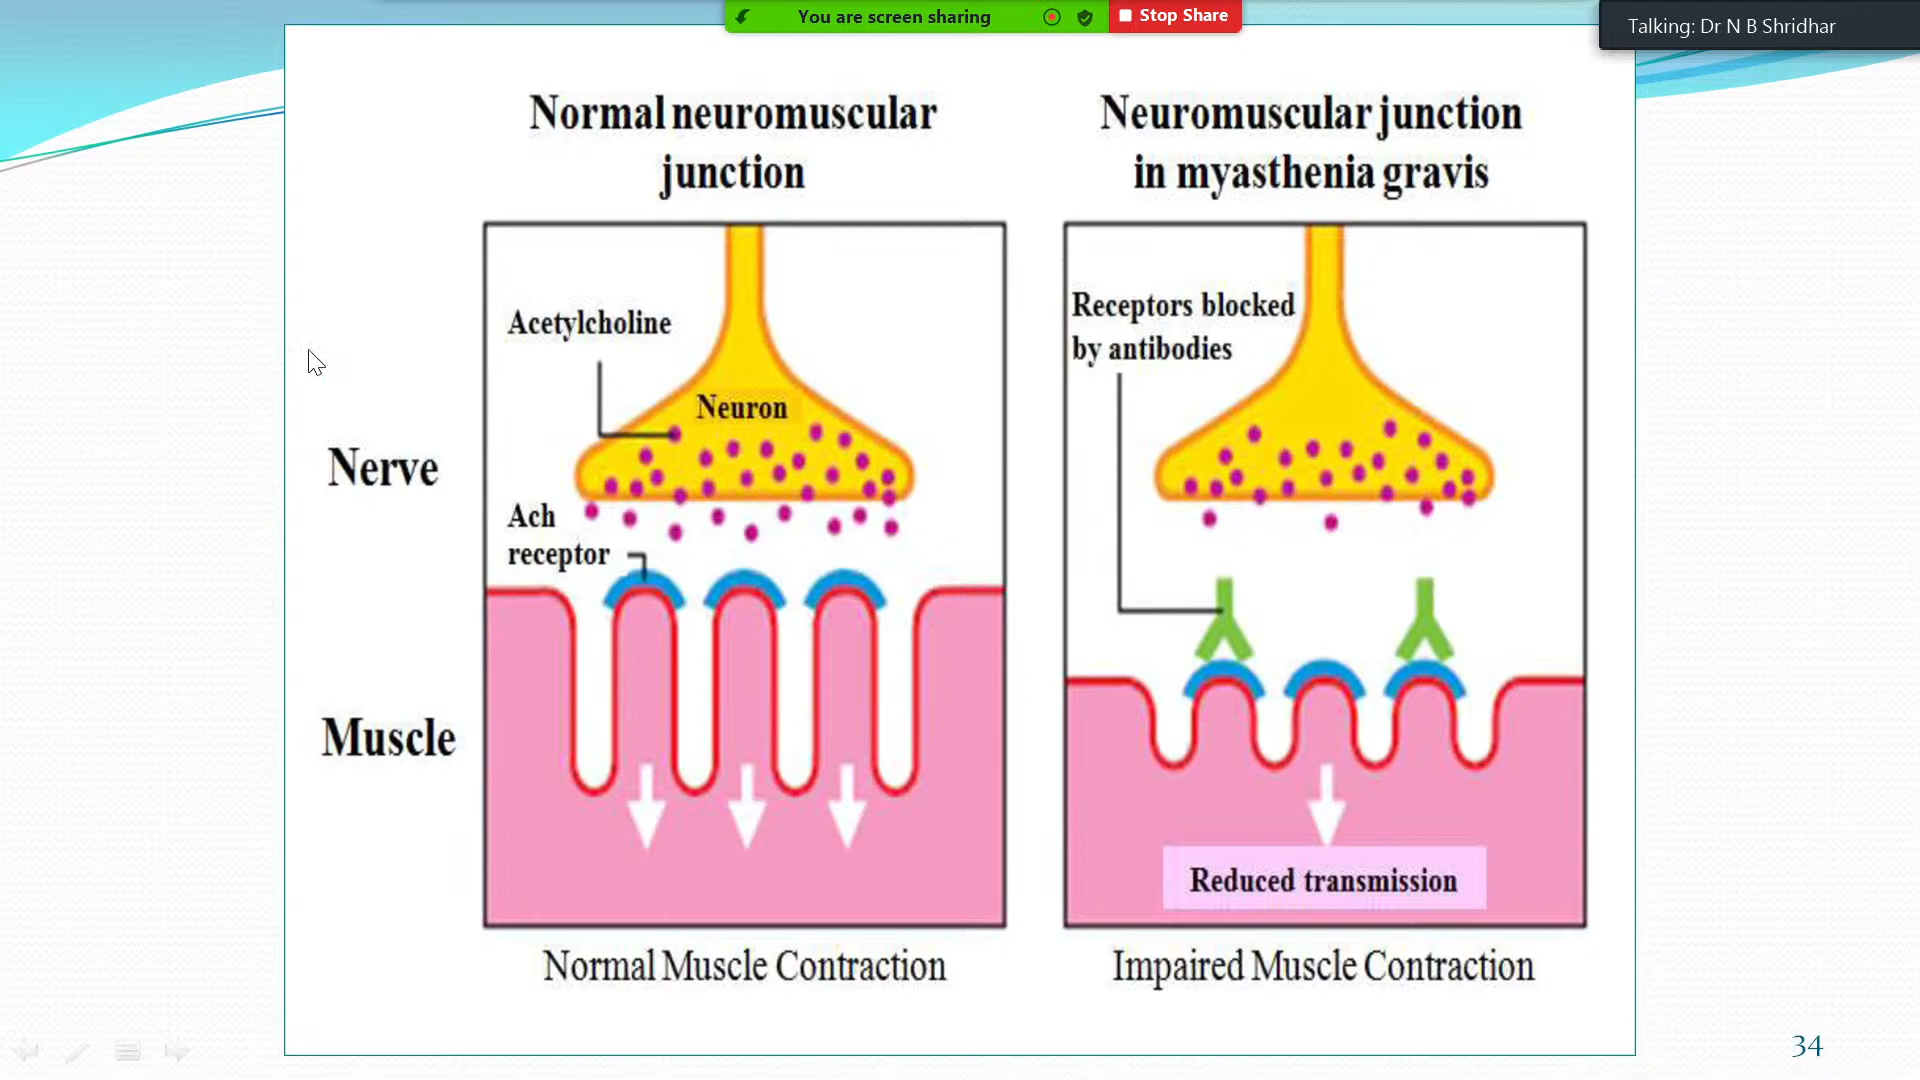 You are screen sharing
Stop Share
Talking: Dr N B Shridhar
Normal neuromuscular
junction
Neuromuscular junction
in myasthenia gravis
Acetylcholine
Neuron
Ach
receptor
Receptors blocked
by antibodies
Nerve
Muscle
Reduced transmission
Normal Muscle Contraction
Impaired Muscle Contraction
34